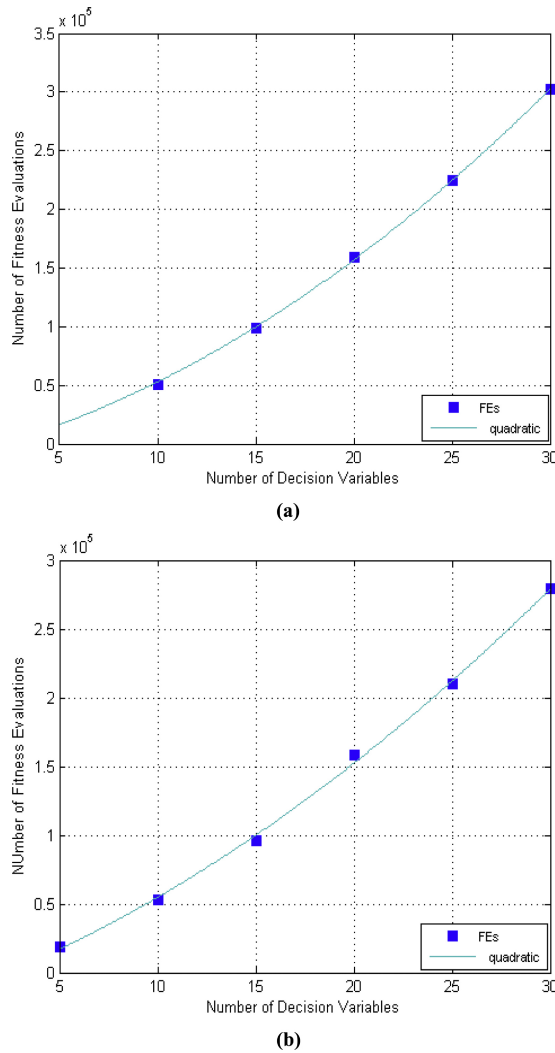 x 10^5
3.5
3
2.5
2
1.5
1
0.5
0
5
10
15
20
25
30
Number of Fitness Evaluations
Number of Decision Variables
FEs
quadratic
(a)
x 10^5
3
2.5
2
1.5
1
0.5
0
5
10
15
20
25
30
NUmber of Fitness Evaluations
Number of Decision Variables
FEs
quadratic
(b)